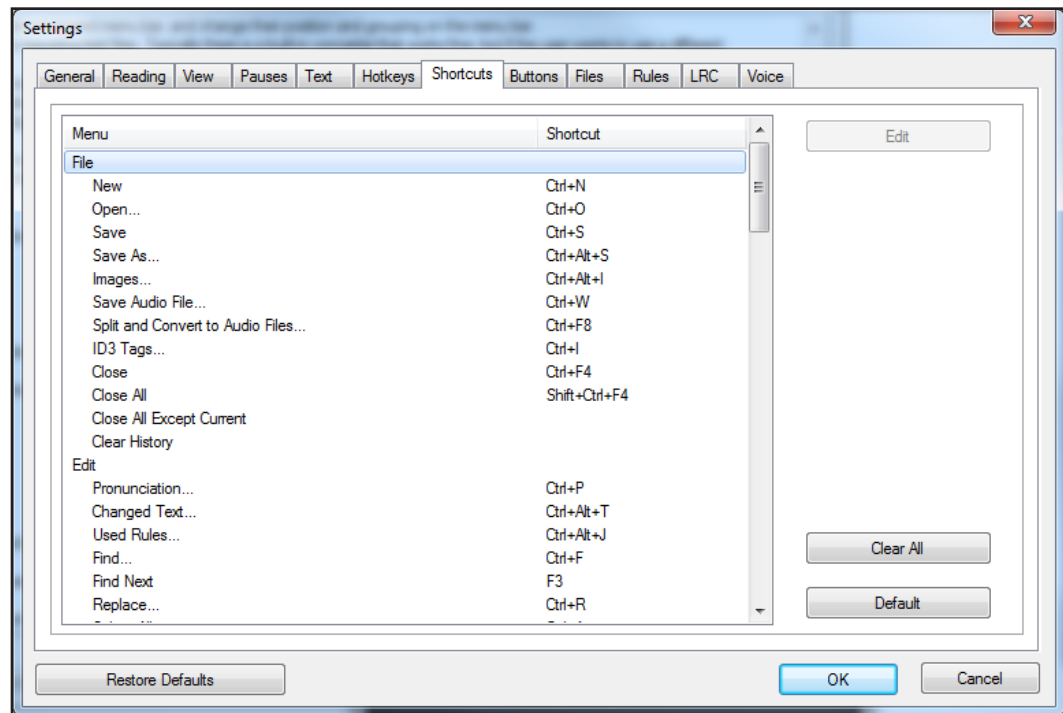 Settings
General Reading View Pauses Text Hotkeys Shortcuts Buttons Files Rules LRC Voice
Menu Shortcut
Edit
File
New Ctrl+N
Open... Ctrl+O
Save Ctrl+S
Save As... Ctrl+Alt+S
Images... Ctrl+Alt+I
Save Audio File... Ctrl+W
Split and Convert to Audio Files... Ctrl+F8
ID3 Tags... Ctrl+I
Close Ctrl+F4
Close All Shift+Ctrl+F4
Close All Except Current
Clear History
Edit
Pronunciation... Ctrl+P
Changed Text... Ctrl+Alt+T
Used Rules... Ctrl+Alt+J
Find... Ctrl+F
Find Next F3
Replace... Ctrl+R
Clear All
Default
Restore Defaults OK Cancel